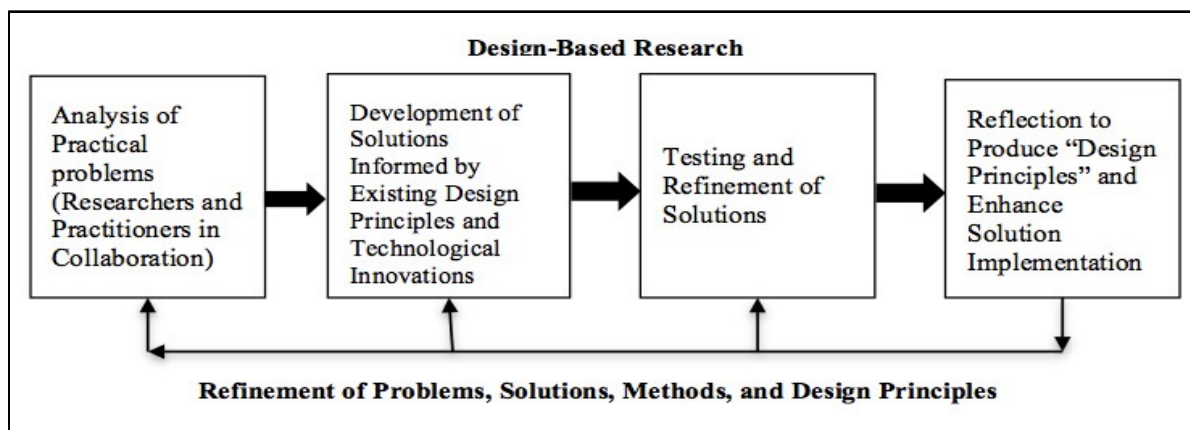 Design-Based Research
Analysis of
Practical
problems
(Researchers and
Practitioners in
Collaboration)
Development of
Solutions
Informed by
Existing Design
Principles and
Technological
Innovations
Testing and
Refinement of
Solutions
Reflection to
Produce “Design
Principles” and
Enhance
Solution
Implementation
Refinement of Problems, Solutions, Methods, and Design Principles